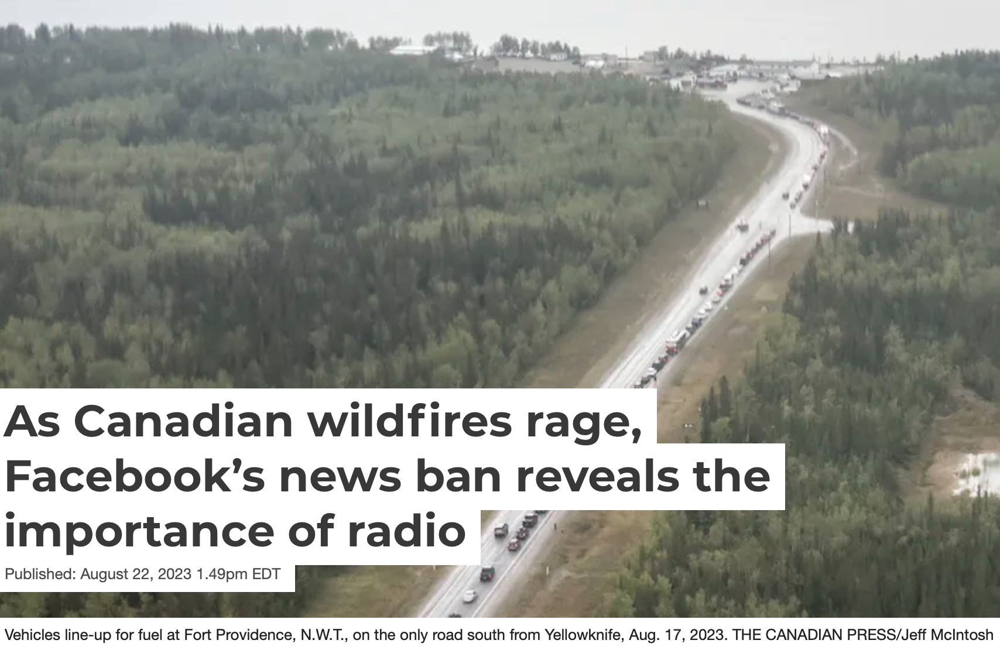 As Canadian wildfires rage,
Facebook’s news ban reveals the
importance of radio
Published: August 22, 2023 1.49pm EDT
Vehicles line-up for fuel at Fort Providence, N.W.T., on the only road south from Yellowknife, Aug. 17, 2023. THE CANADIAN PRESS/Jeff McIntosh